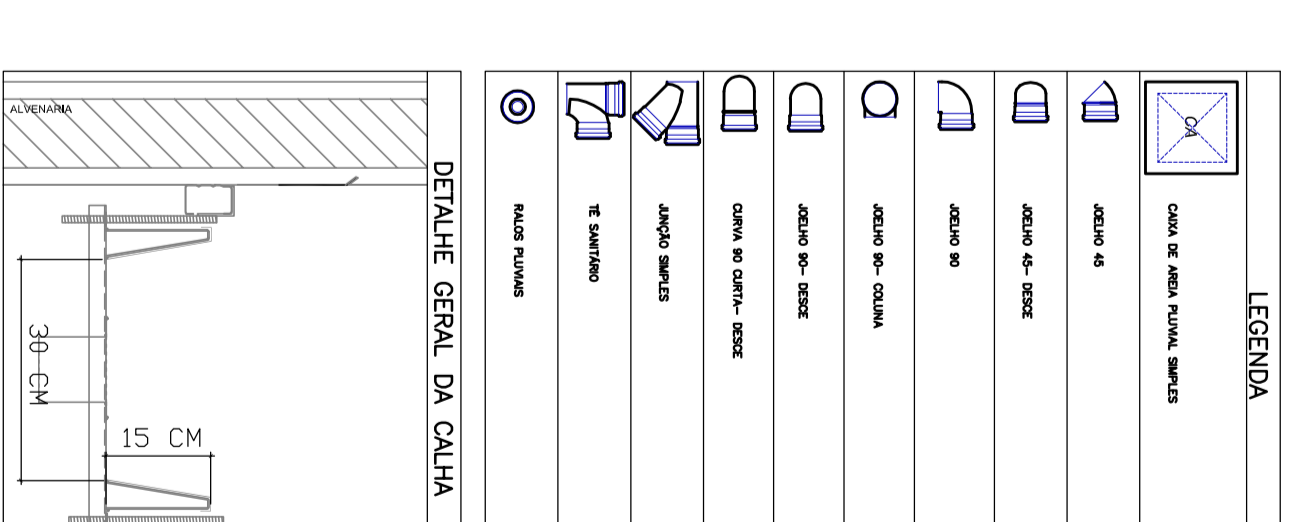 LEGENDA
CA
CAIXA DE AREIA PLUVIAL SIMPLES
JOELHO 45
JOELHO 45- DESCE
JOELHO 90
JOELHO 90- COLUNA
JOELHO 90- DESCE
CURVA 90 CURTA- DESCE
JUNÇÃO SIMPLES
TÊ SANITÁRIO
RALOS PLUVIAIS
DETALHE GERAL DA CALHA
ALVENARIA
30 CM
15 CM